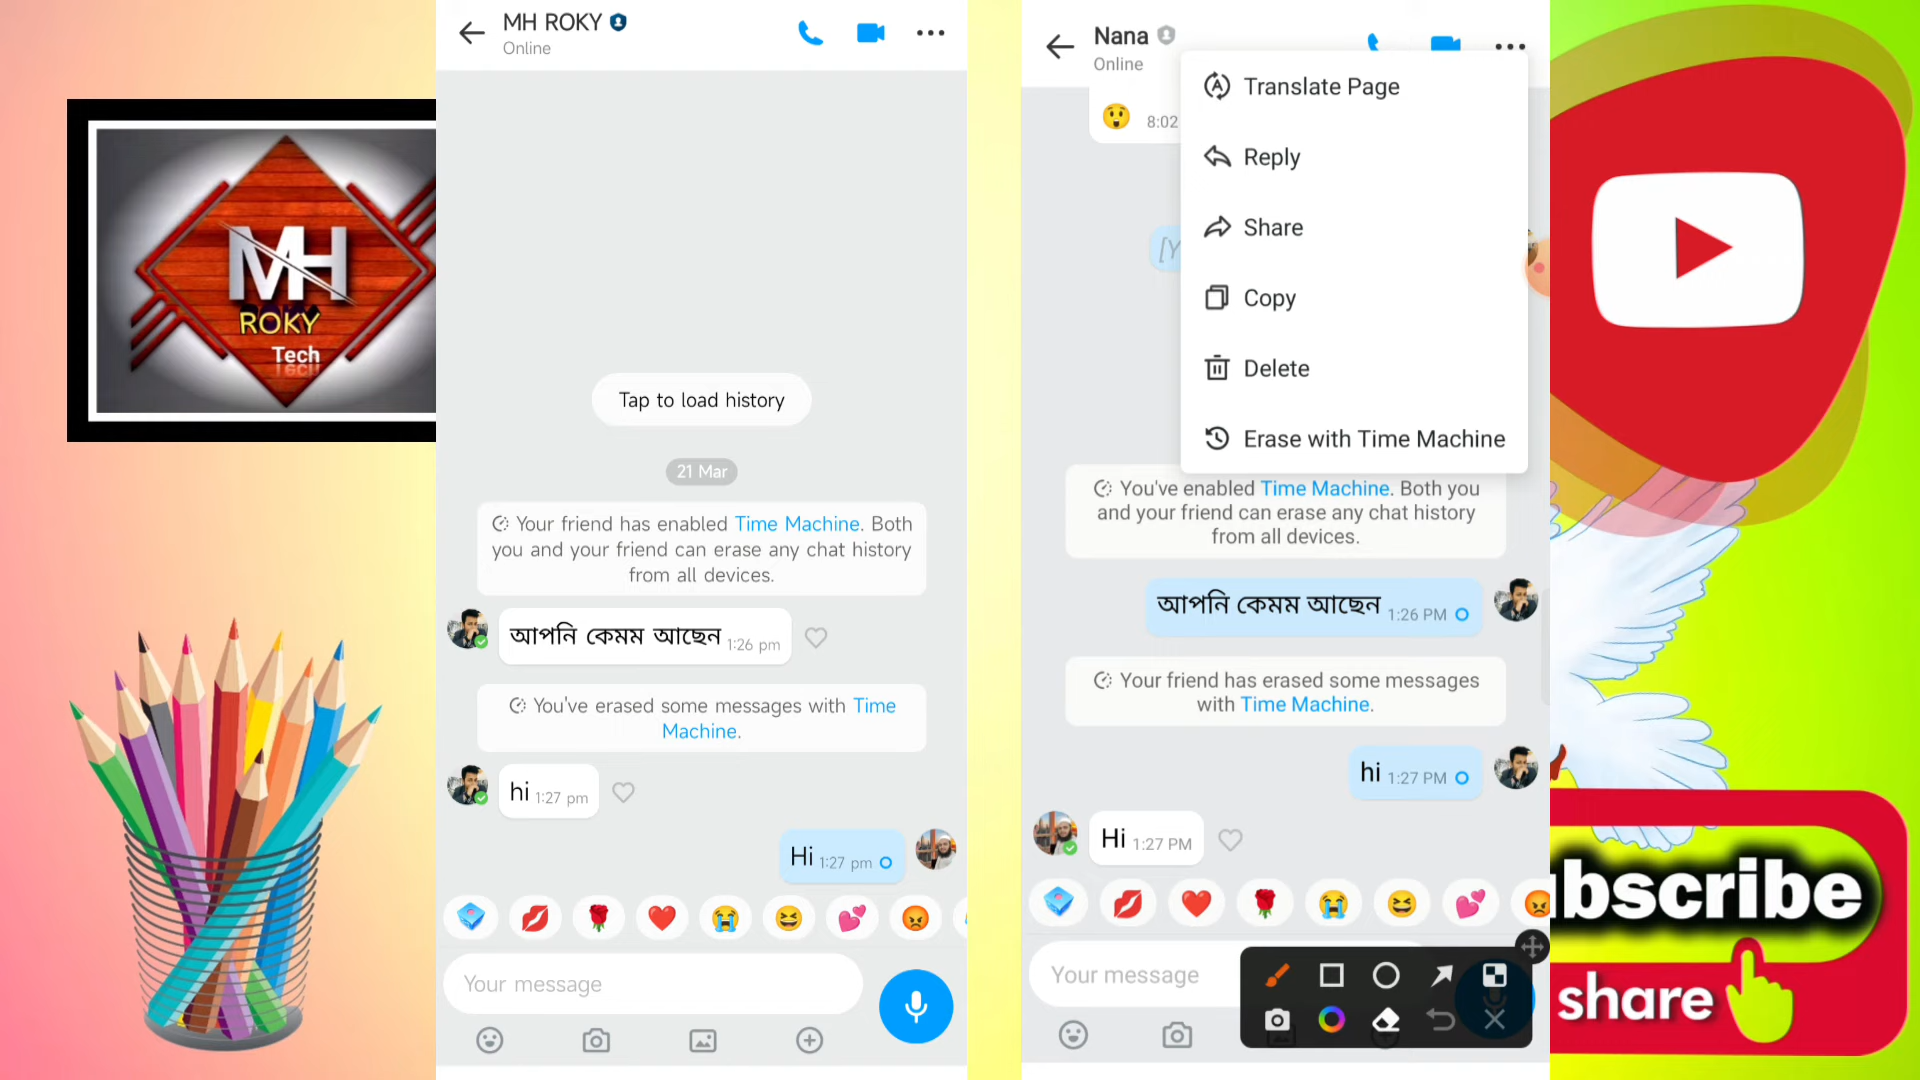 MH
ROKY
Tech
MH ROKY
Online
Tap to load history
21 Mar
Your friend has enabled Time Machine. Both
you and your friend can erase any chat history
from all devices.
আপনি কেমম আছেন 1:26 pm
You've erased some messages with Time
Machine.
hi 1:27 pm
Hi 1:27 pm
Your message
Nana
Online
8:02
[Y
Translate Page
Reply
Share
Copy
Delete
Erase with Time Machine
You've enabled Time Machine. Both you
and your friend can erase any chat history
from all devices.
আপনি কেমম আছেন 1:26 PM
Your friend has erased some messages
with Time Machine.
hi 1:27 PM
Hi 1:27 PM
Your message
ubscribe
share